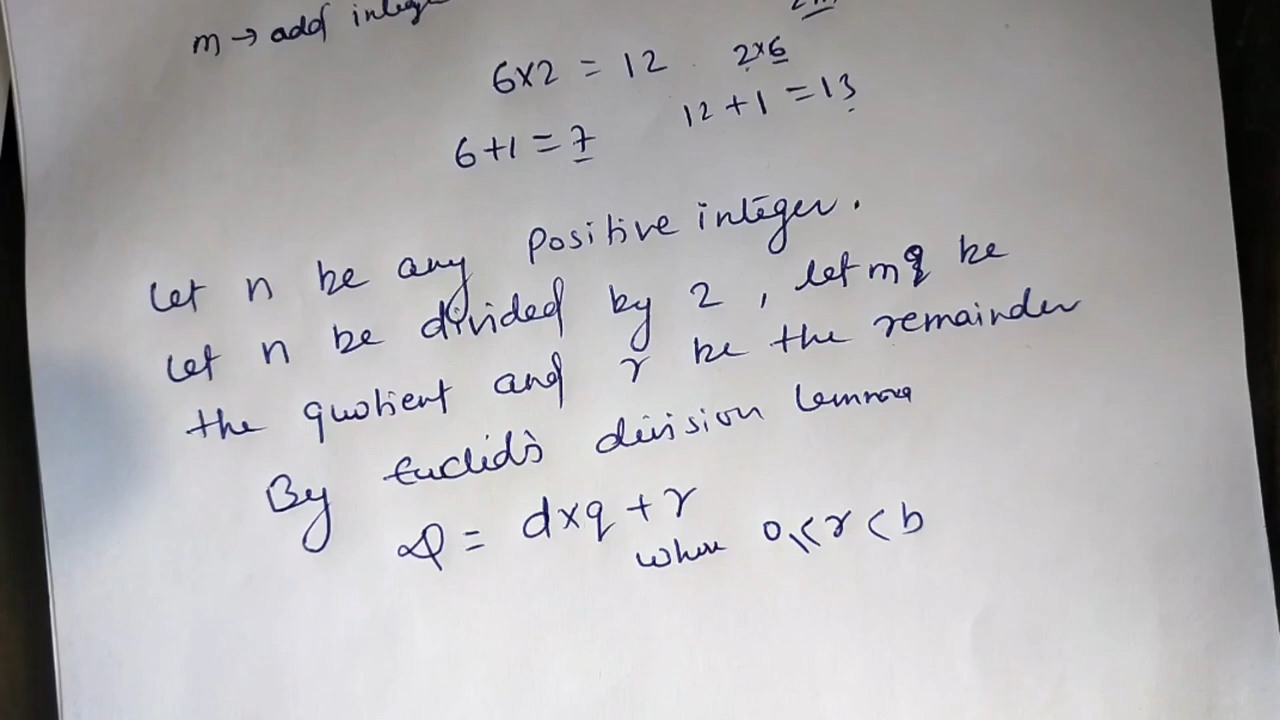 m → add
6×2 = 12 2×6
6+1 = 7 12+1 = 13
Let n be any positive integer.
Let n be divided by 2, let m q be
the quotient and r be the remainder
By Euclid's division lemma
= d×q + r
where 0 ≤ r < b